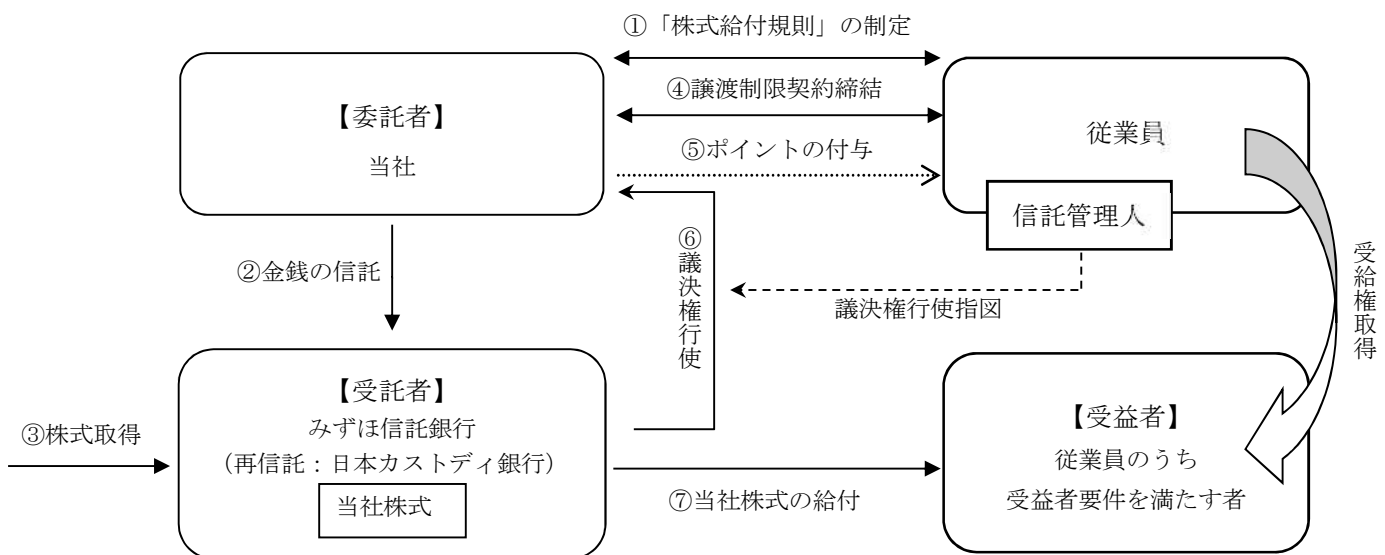 ①「株式給付規則」の制定
④譲渡制限契約締結
⑤ポイントの付与
【委託者】
当社
従業員
信託管理人
②金銭の信託
⑥議決権行使
議決権行使指図
受給権取得
③株式取得
【受託者】
みずほ信託銀行
(再信託：日本カストディ銀行)
当社株式
⑦当社株式の給付
【受益者】
従業員のうち
受益者要件を満たす者